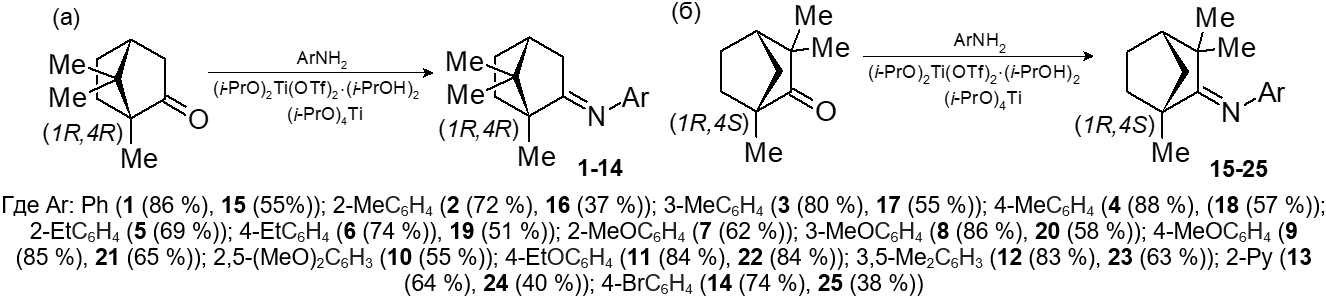 (а)
Me
Me
(1R,4R)
Me
O
ArNH2
(i-PrO)2Ti(OTf)2·(i-PrOH)2
(i-PrO)4Ti
Me
Me
(1R,4R)
Me
N
Ar
1-14
(б)
Me
Me
(1R,4S)
Me
O
ArNH2
(i-PrO)2Ti(OTf)2·(i-PrOH)2
(i-PrO)4Ti
Me
Me
(1R,4S)
Me
N
Ar
15-25
Где Ar: Ph (1 (86 %), 15 (55%)); 2-MeC6H4 (2 (72 %), 16 (37 %)); 3-MeC6H4 (3 (80 %), 17 (55 %)); 4-MeC6H4 (4 (88 %), (18 (57 %));
2-EtC6H4 (5 (69 %)); 4-EtC6H4 (6 (74 %)), 19 (51 %)); 2-MeOC6H4 (7 (62 %)); 3-MeOC6H4 (8 (86 %), 20 (58 %)); 4-MeOC6H4 (9
(85 %), 21 (65 %)); 2,5-(MeO)2C6H3 (10 (55 %)); 4-EtOC6H4 (11 (84 %), 22 (84 %)); 3,5-Me2C6H3 (12 (83 %), 23 (63 %)); 2-Py (13
(64 %), 24 (40 %)); 4-BrC6H4 (14 (74 %), 25 (38 %))